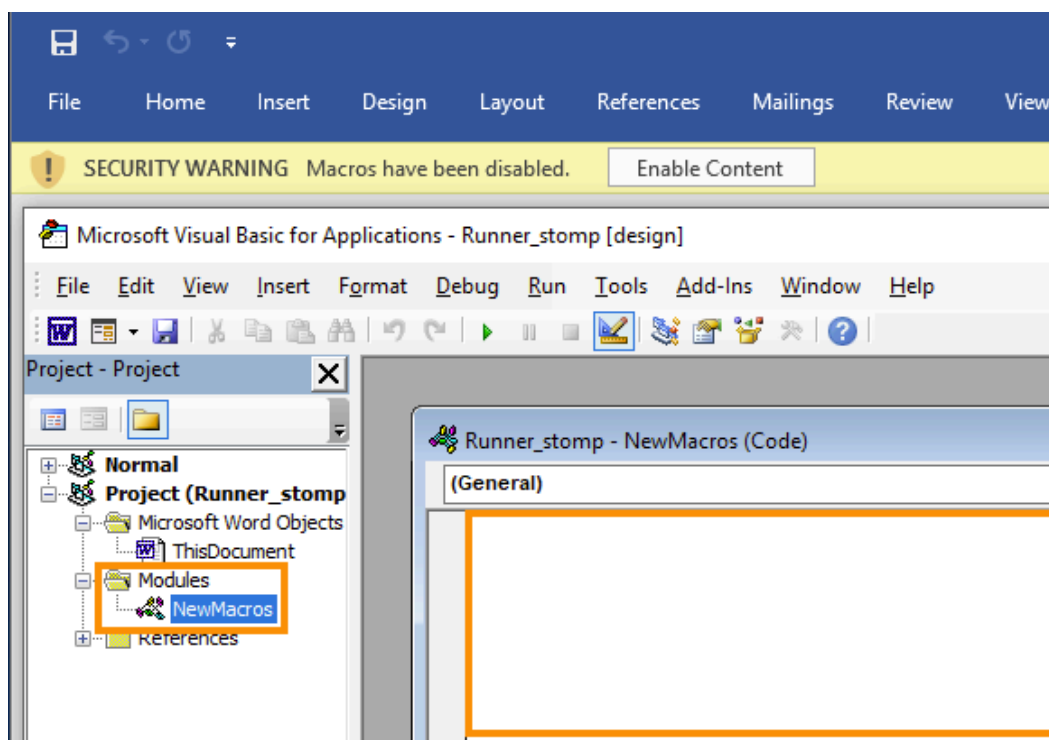 File Home Insert Design Layout References Mailings Review View
SECURITY WARNING Macros have been disabled. Enable Content
Microsoft Visual Basic for Applications - Runner_stomp [design]
File Edit View Insert Format Debug Run Tools Add-Ins Window Help
Project - Project
Runner_stomp - NewMacros (Code)
(General)
Normal
Project (Runner_stomp
Microsoft Word Objects
ThisDocument
Modules
NewMacros
References